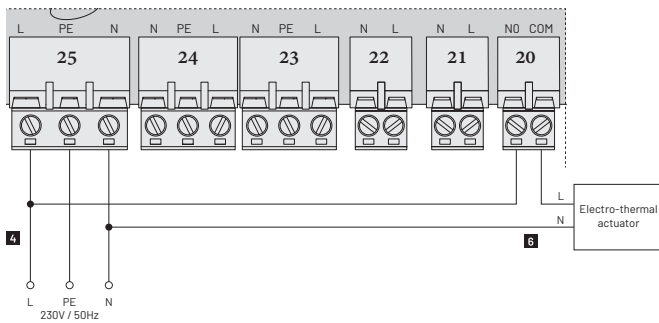 L PE N N PE L N PE L N L N L NO COM
25 24 23 22 21 20
L
Electro-thermal
N
actuator
4
6
L PE N
230V / 50Hz